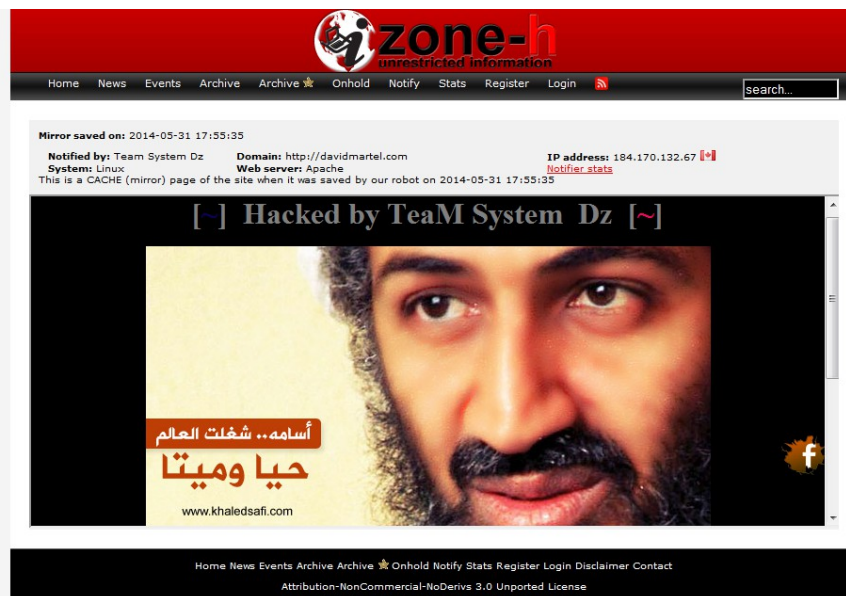 zone-h
unrestricted information
Home News Events Archive Archive Onhold Notify Stats Register Login
search...
Mirror saved on: 2014-05-31 17:55:35
Notified by: Team System Dz Domain: http://davidmartel.com IP address: 184.170.132.67
System: Linux Web server: Apache Notifier stats
This is a CACHE (mirror) page of the site when it was saved by our robot on 2014-05-31 17:55:35
[~] Hacked by TeaM System Dz [~]
أسامه.. شغلت العالم
حيا وميتا
www.khaledsafi.com
f
Home News Events Archive Archive Onhold Notify Stats Register Login Disclaimer Contact
Attribution-NonCommercial-NoDerivs 3.0 Unported License